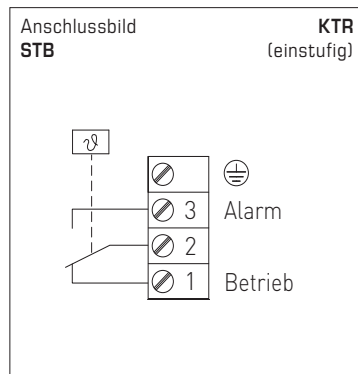 Anschlussbild KTR
STB (einstufig)
ϑ
3 Alarm
2
1 Betrieb